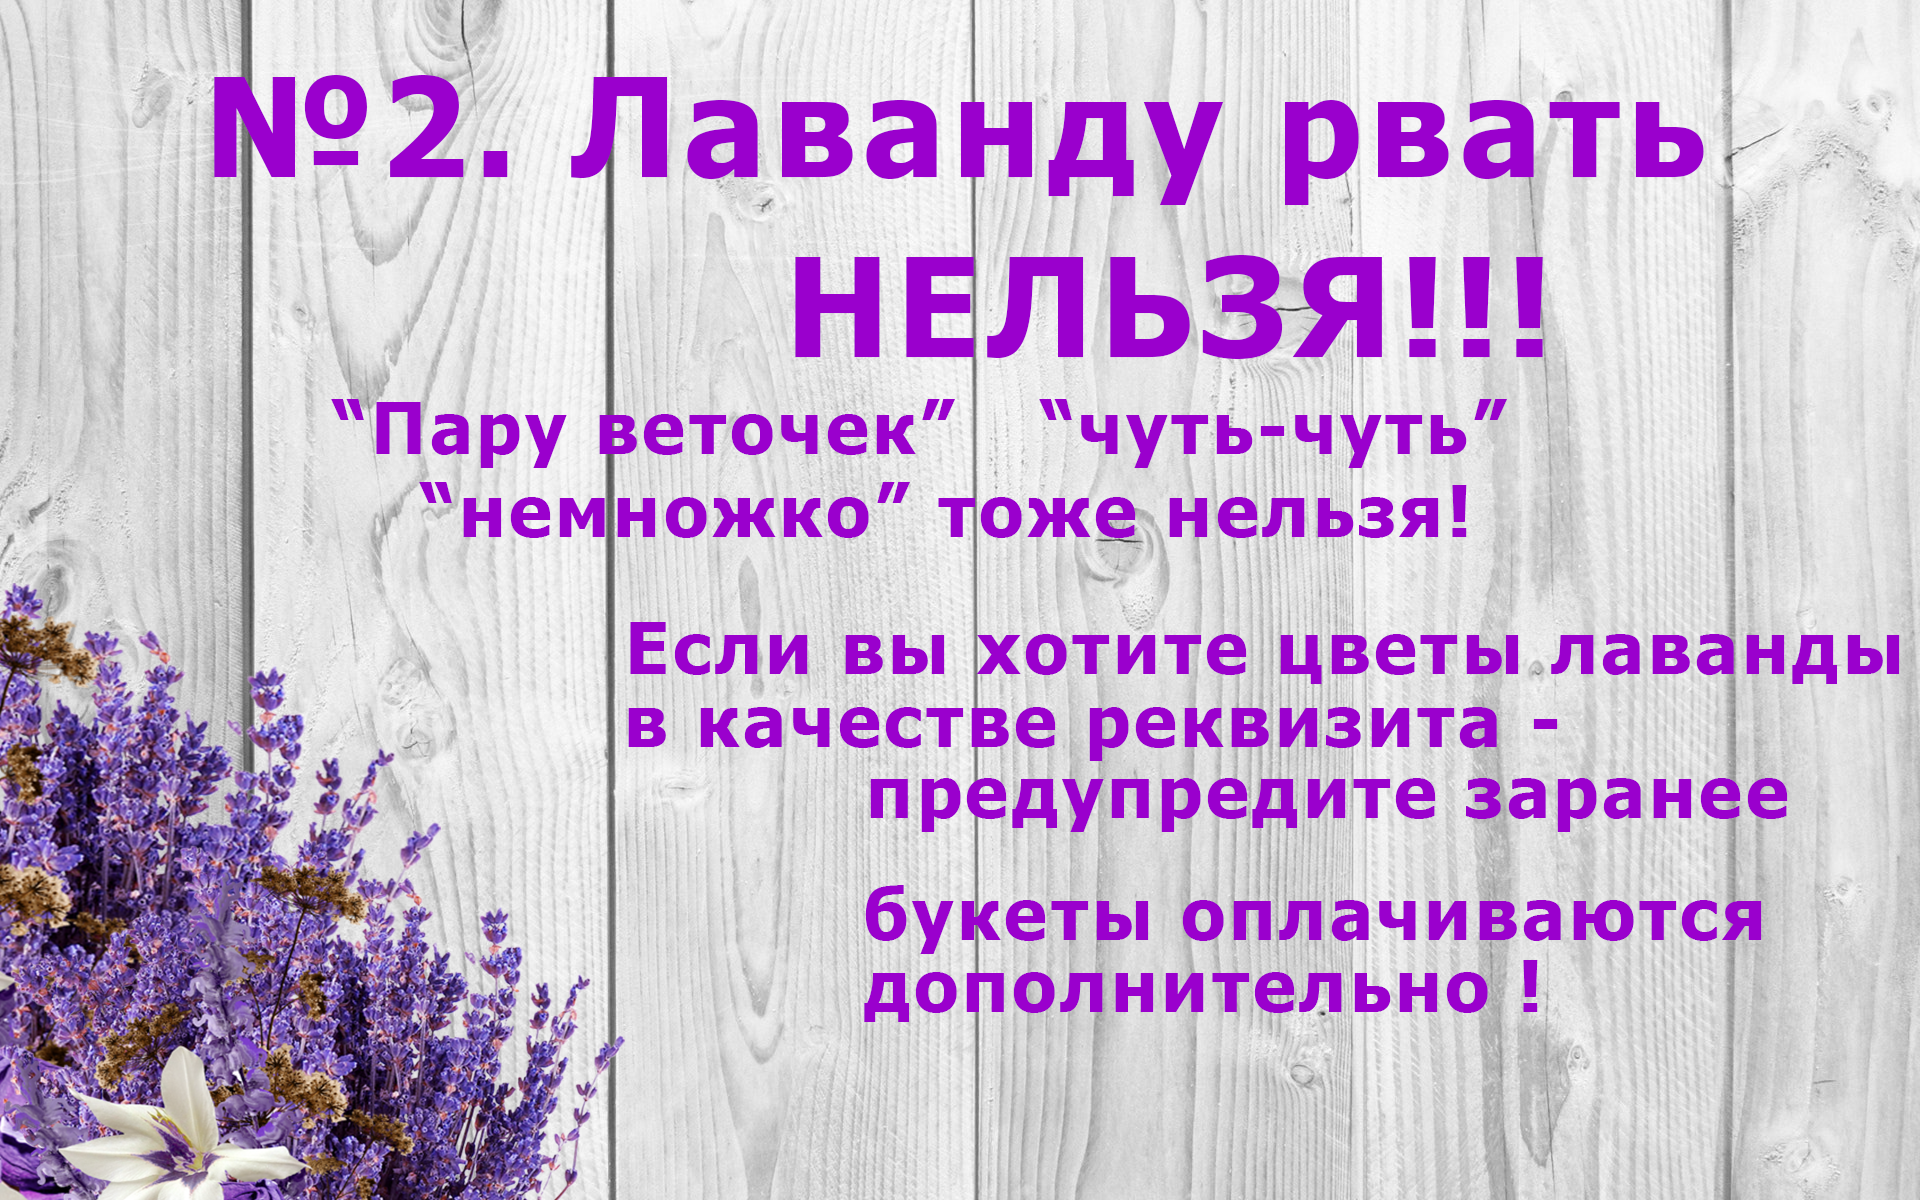 №2. Лаванду рвать
НЕЛЬЗЯ!!!
“Пару веточек” “чуть-чуть”
“немножко” тоже нельзя!
Если вы хотите цветы лаванды
в качестве реквизита -
предупредите заранее
букеты оплачиваются
дополнительно !